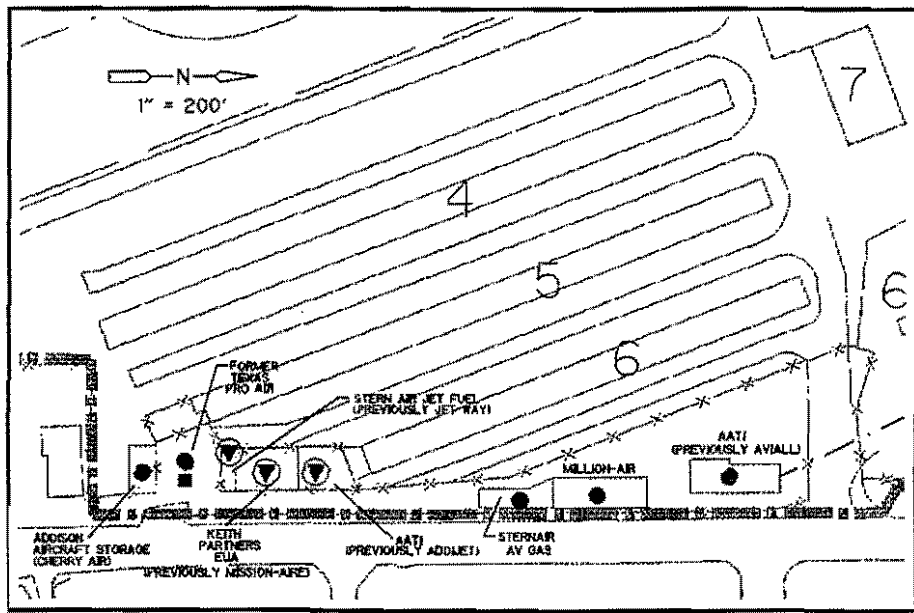 N
1" = 200'
7
4
5
6
6
FORMER
TEXAS
PRO AIR
STERN AIR JET FUEL
(PREVIOUSLY JET-WAY)
AATI
(PREVIOUSLY AVIALL)
MILLION-AIR
ADDISON
AIRCRAFT STORAGE
(CHERRY AIR)
KEITH
PARTNERS
EUA
(PREVIOUSLY MISSION-AIRE)
AATI
(PREVIOUSLY ADDIJET)
STERNAIR
AV GAS